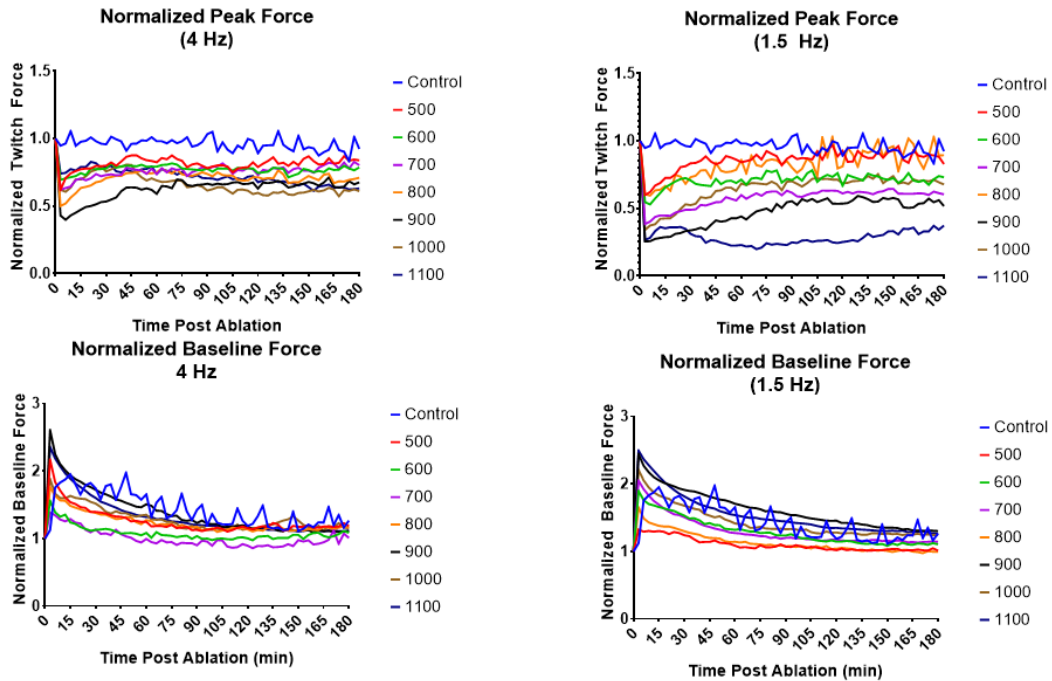 Normalized Peak Force
(4 Hz)
Normalized Twitch Force
1.5
1.0
0.5
0.0
0 15 30 45 60 75 90 105 120 135 150 165 180
Time Post Ablation
Control
500
600
700
800
900
1000
1100
Normalized Peak Force
(1.5 Hz)
Normalized Twitch Force
1.5
1.0
0.5
0.0
0 15 30 45 60 75 90 105 120 135 150 165 180
Time Post Ablation
Control
500
600
700
800
900
1000
1100
Normalized Baseline Force
4 Hz
Normalized Baseline Force
3
2
1
0
0 15 30 45 60 75 90 105 120 135 150 165 180
Time Post Ablation (min)
Control
500
600
700
800
900
1000
1100
Normalized Baseline Force
(1.5 Hz)
Normalized Baseline Force
3
2
1
0
0 15 30 45 60 75 90 105 120 135 150 165 180
Time Post Ablation (min)
Control
500
600
700
800
900
1000
1100